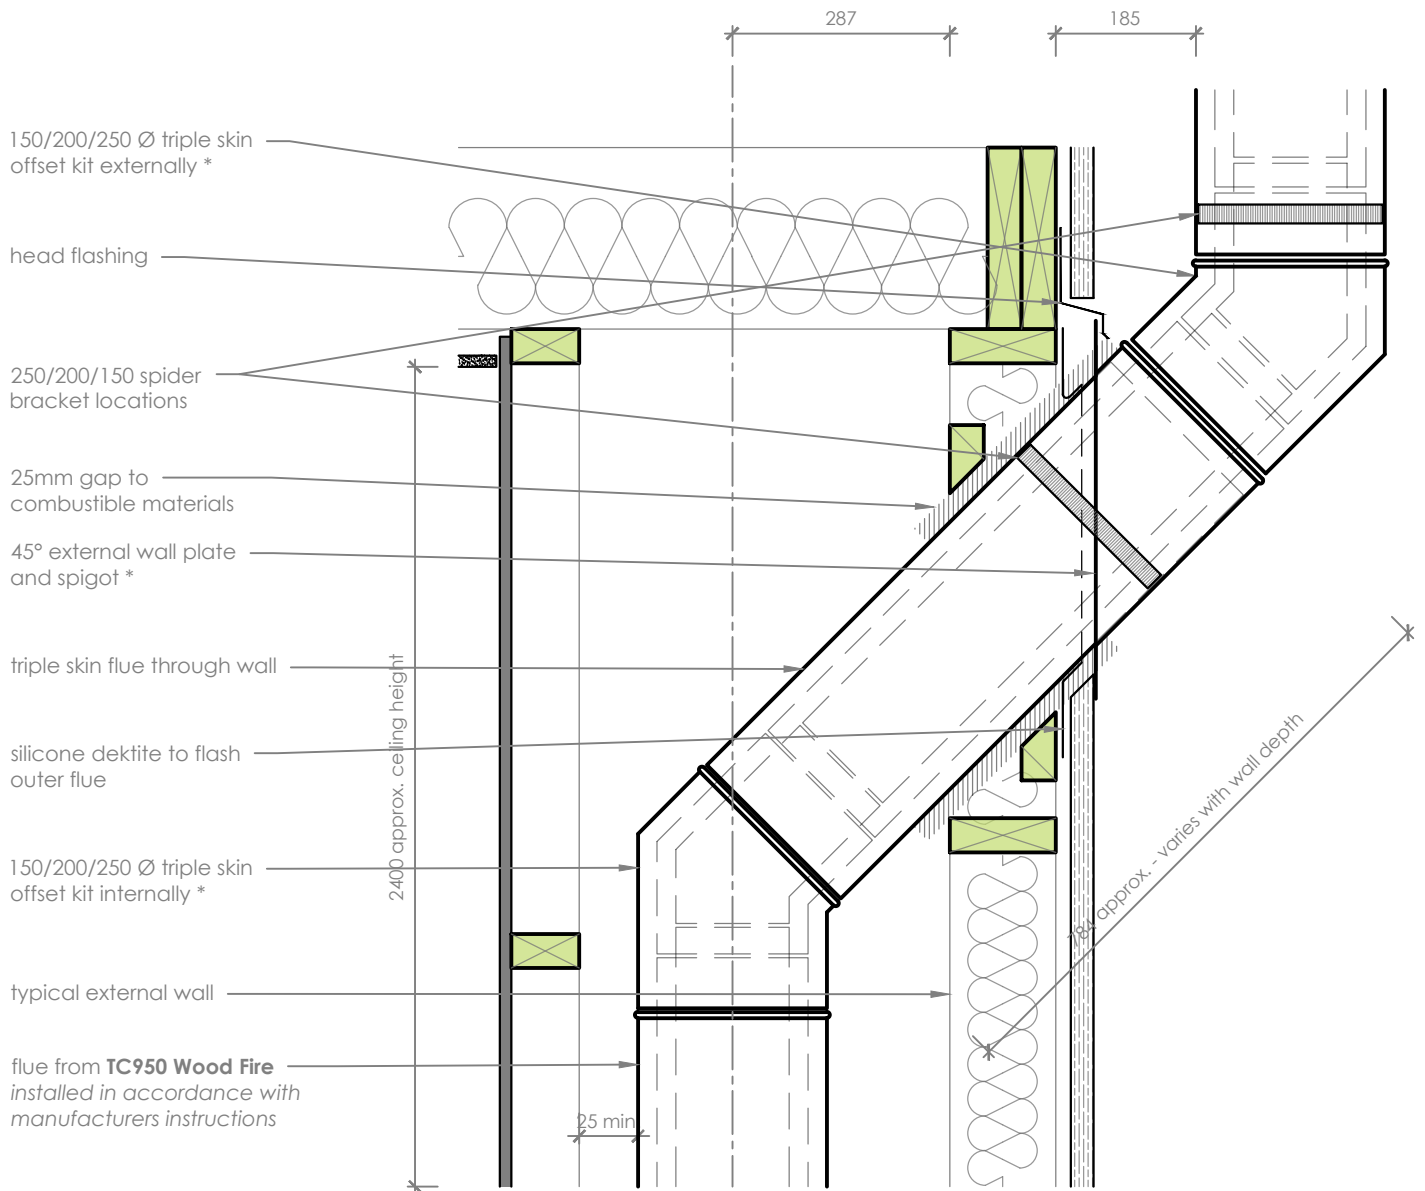 287
185
150/200/250 Ø triple skin
offset kit externally *
head flashing
250/200/150 spider
bracket locations
25mm gap to
combustible materials
45° external wall plate
and spigot *
triple skin flue through wall
silicone dektite to flash
outer flue
150/200/250 Ø triple skin
offset kit internally *
typical external wall
flue from TC950 Wood Fire
installed in accordance with
manufacturers instructions
2400 approx. ceiling height
25 min
784 approx. - varies with wall depth